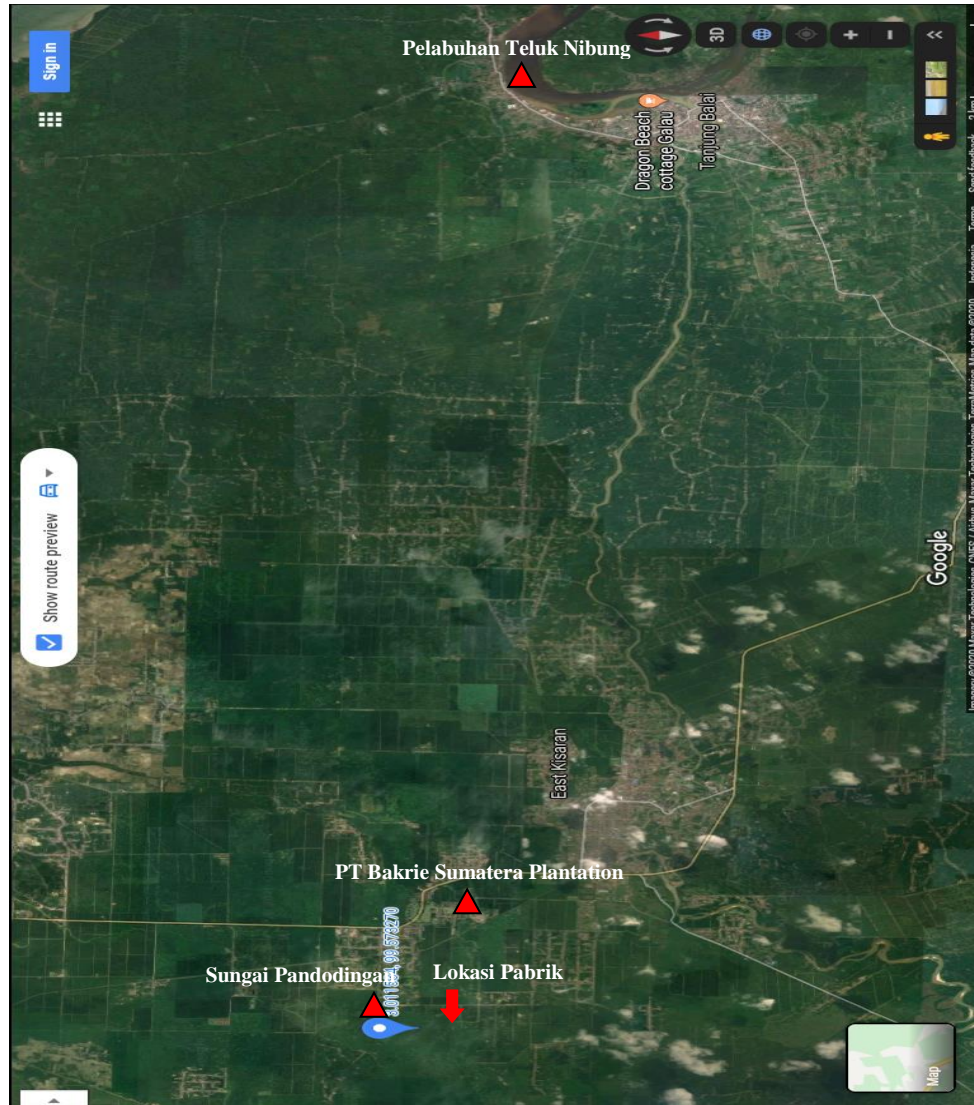 Pelabuhan Teluk Nibung
Sign in
3D
Dragon Beach
cottage Galau
Tanjung Balai
Show route preview
Google
East Kisaran
PT Bakrie Sumatera Plantation
Sungai Pandodingan
Lokasi Pabrik
Map